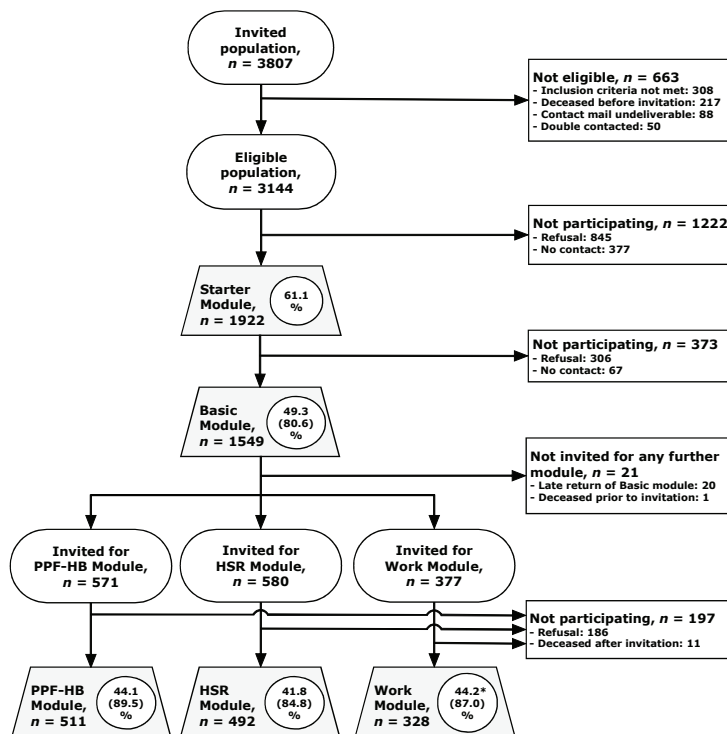 Invited
population,
n = 3807
Not eligible, n = 663
- Inclusion criteria not met: 308
- Deceased before invitation: 217
- Contact mail undeliverable: 88
- Double contacted: 50
Eligible
population,
n = 3144
Not participating, n = 1222
- Refusal: 845
- No contact: 377
Starter
Module,
n = 1922
61.1
%
Not participating, n = 373
- Refusal: 306
- No contact: 67
Basic
Module,
n = 1549
49.3
(80.6)
%
Not invited for any further
module, n = 21
- Late return of Basic module: 20
- Deceased prior to invitation: 1
Invited for
PPF-HB Module,
n = 571
Invited for
HSR Module,
n = 580
Invited for
Work Module,
n = 377
Not participating, n = 197
- Refusal: 186
- Deceased after invitation: 11
PPF-HB
Module,
n = 511
44.1
(89.5)
%
HSR
Module,
n = 492
41.8
(84.8)
%
Work
Module,
n = 328
44.2*
(87.0)
%